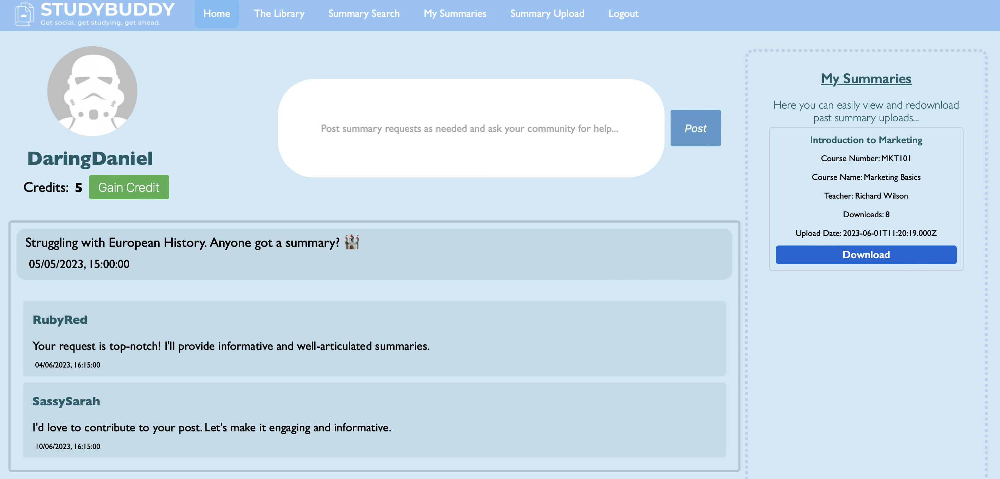 STUDYBUDDY
Get social, get studying, get ahead.
Home
The Library
Summary Search
My Summaries
Summary Upload
Logout
DaringDaniel
Credits: 5
Gain Credit
Post summary requests as needed and ask your community for help...
Post
Struggling with European History. Anyone got a summary? 🏰
05/05/2023, 15:00:00
RubyRed
Your request is top-notch! I'll provide informative and well-articulated summaries.
04/06/2023, 16:15:00
SassySarah
I'd love to contribute to your post. Let's make it engaging and informative.
10/06/2023, 16:15:00
My Summaries
Here you can easily view and redownload
past summary uploads...
Introduction to Marketing
Course Number: MKT101
Course Name: Marketing Basics
Teacher: Richard Wilson
Downloads: 8
Upload Date: 2023-06-01T11:20:19.000Z
Download